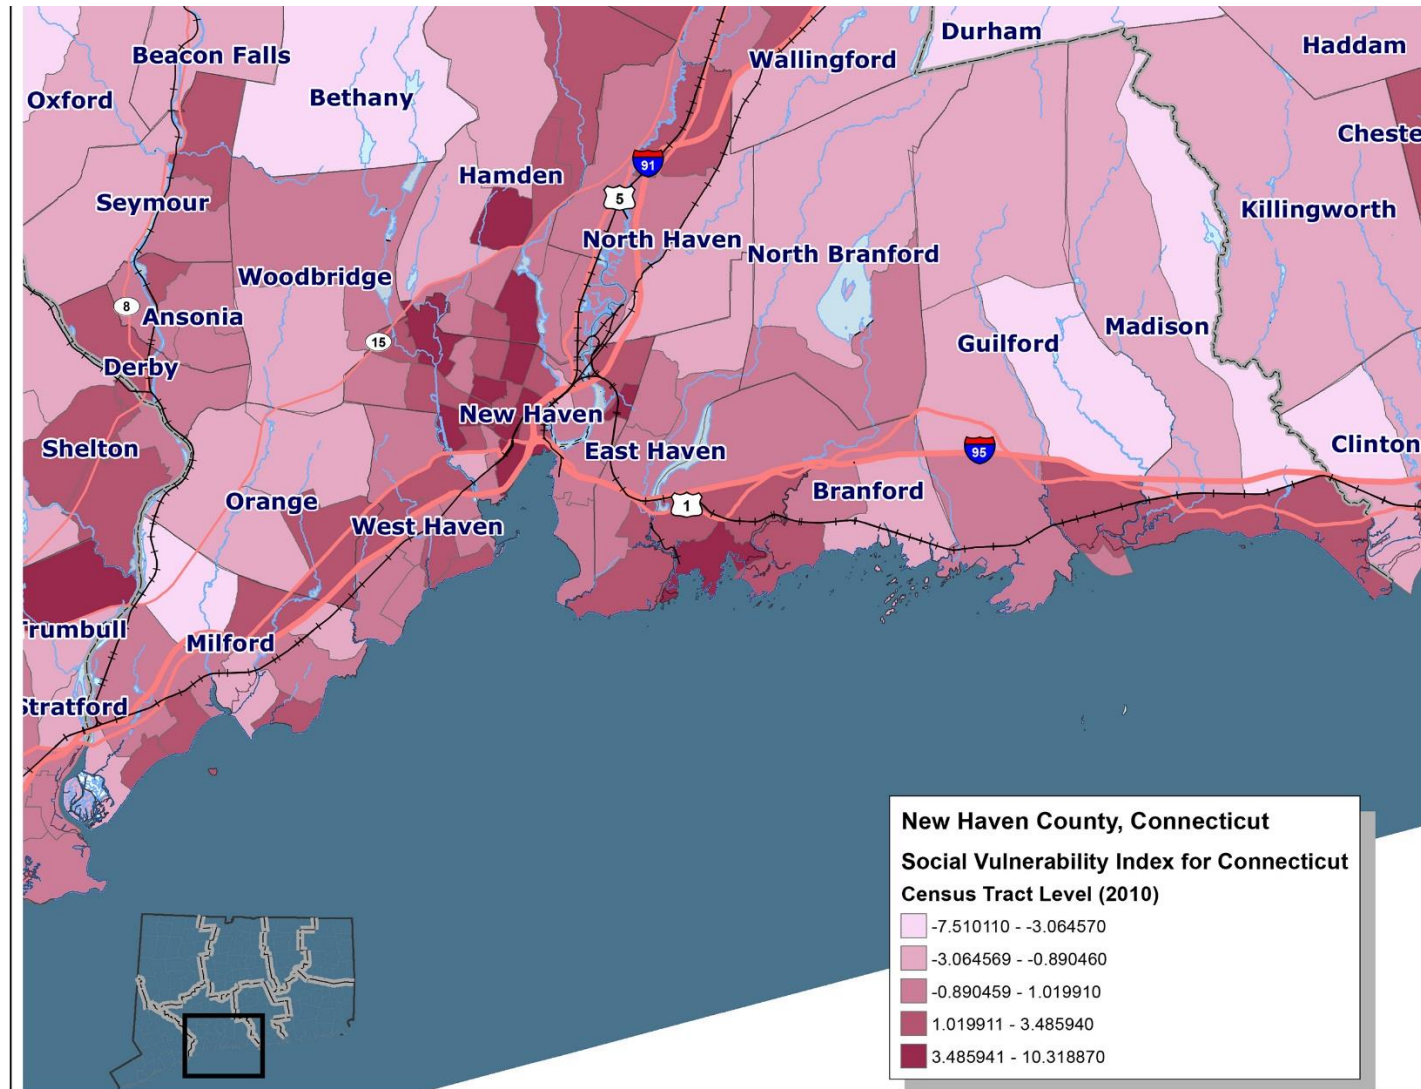 Durham
Haddam
Beacon Falls
Wallingford
Oxford
Bethany
Cheste
91
Hamden
5
Seymour
Killingworth
North Haven
North Branford
Woodbridge
8
Ansonia
15
Madison
Guilford
Derby
New Haven
Shelton
East Haven
95
Clinton
Orange
Branford
1
West Haven
Trumbull
Milford
Stratford
New Haven County, Connecticut
Social Vulnerability Index for Connecticut
Census Tract Level (2010)
-7.510110 - -3.064570
-3.064569 - -0.890460
-0.890459 - 1.019910
1.019911 - 3.485940
3.485941 - 10.318870